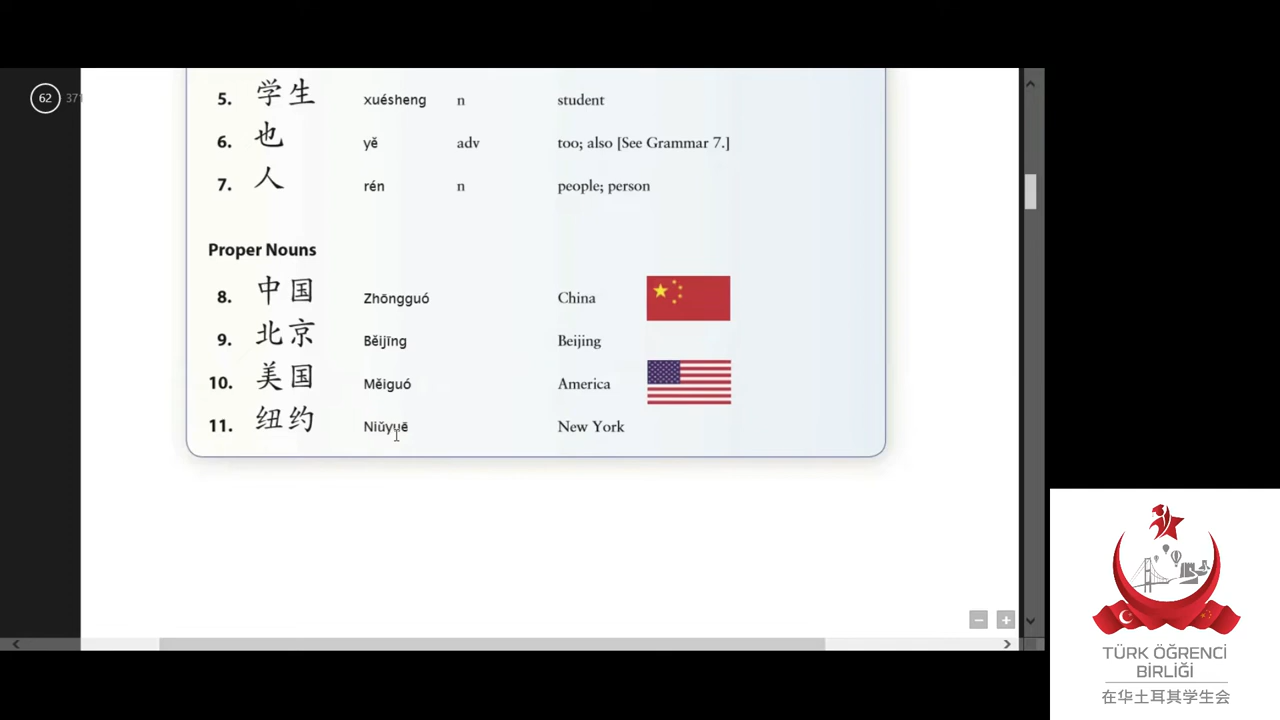 62 371
5. 学生 xuésheng n student
6. 也 yě adv too; also [See Grammar 7.]
7. 人 rén n people; person
Proper Nouns
8. 中国 Zhōngguó China
9. 北京 Běijīng Beijing
10. 美国 Měiguó America
11. 纽约 Niǔyuē New York
TÜRK ÖĞRENCİ
BİRLİĞİ
在华土耳其学生会